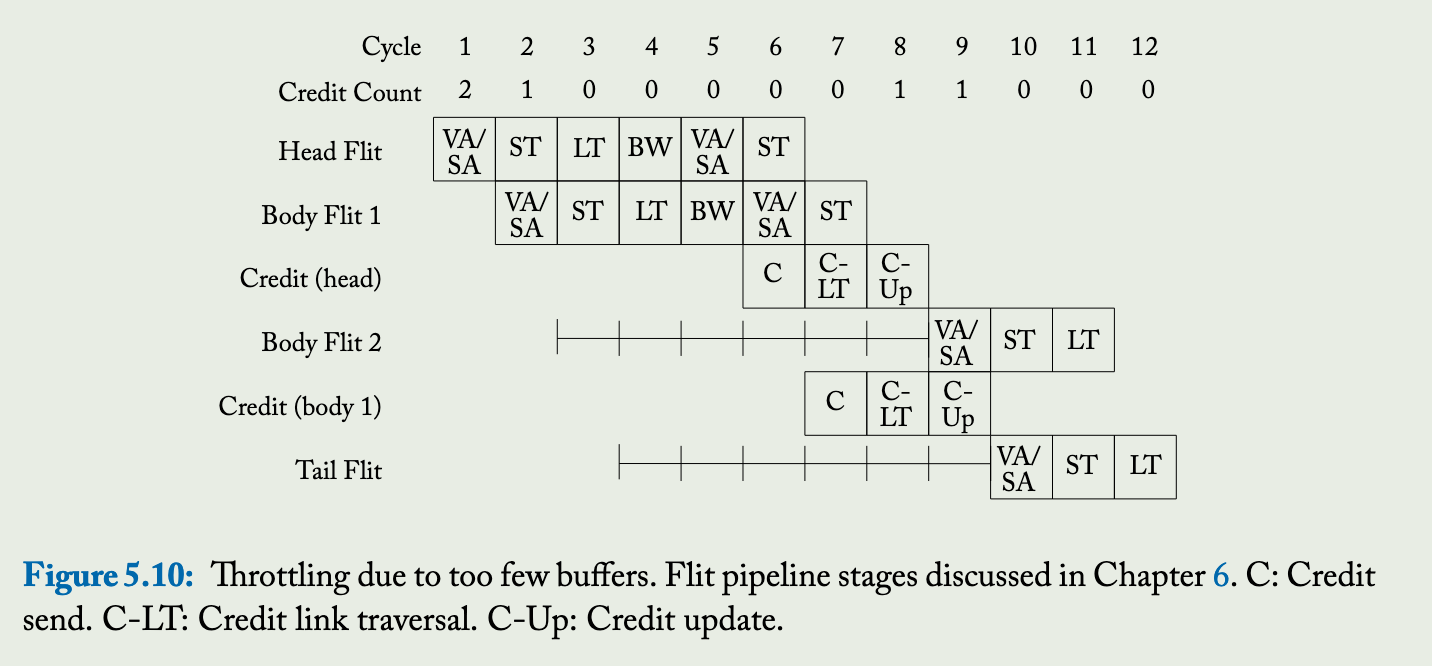 Cycle 1 2 3 4 5 6 7 8 9 10 11 12
Credit Count 2 1 0 0 0 0 0 1 1 0 0 0
Head Flit VA/SA ST LT BW VA/SA ST
Body Flit 1 VA/SA ST LT BW VA/SA ST
Credit (head) C C-LT C-Up
Body Flit 2 VA/SA ST LT
Credit (body 1) C C-LT C-Up
Tail Flit VA/SA ST LT
Figure 5.10: Throttling due to too few buffers. Flit pipeline stages discussed in Chapter 6. C: Credit
send. C-LT: Credit link traversal. C-Up: Credit update.